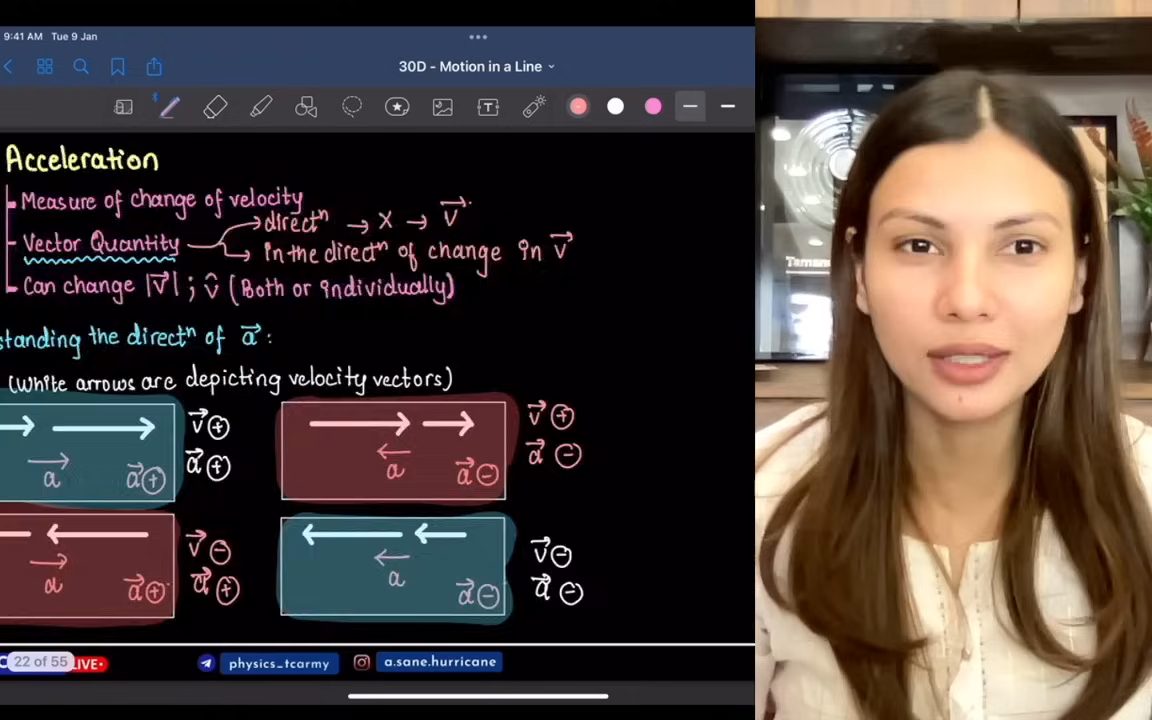 9:41 AM Tue 9 Jan
30D - Motion in a Line
Acceleration
- Measure of change of velocity
- Vector Quantity → directⁿ → X → v⃗
→ in the directⁿ of change in v⃗
- Can change |v⃗| ; v̂ (Both or individually)
standing the directⁿ of a⃗ :
(White arrows are depicting velocity vectors)
v⃗ ⊕
a⃗ ⊕
a
a⃗ ⊕
v⃗ ⊕
a⃗ ⊖
a
a⃗ ⊖
v⃗ ⊖
a⃗ ⊕
a
a⃗ ⊕
v⃗ ⊖
a⃗ ⊖
a
a⃗ ⊖
22 of 55
LIVE
physics_tcarmy
a.sane.hurricane